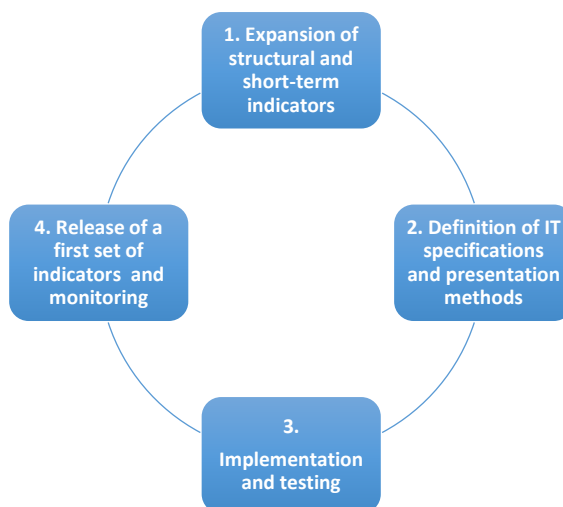 1. Expansion of
structural and
short-term
indicators
2. Definition of IT
specifications
and presentation
methods
3.
Implementation
and testing
4. Release of a
first set of
indicators and
monitoring